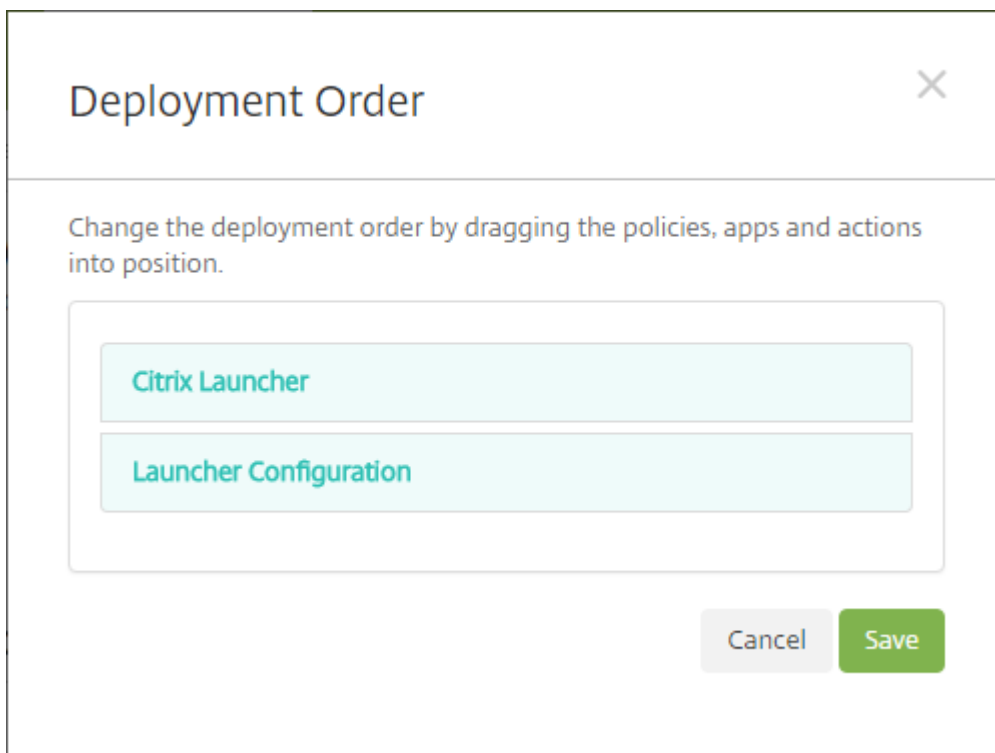 Deployment Order
Change the deployment order by dragging the policies, apps and actions
into position.
Citrix Launcher
Launcher Configuration
Cancel Save